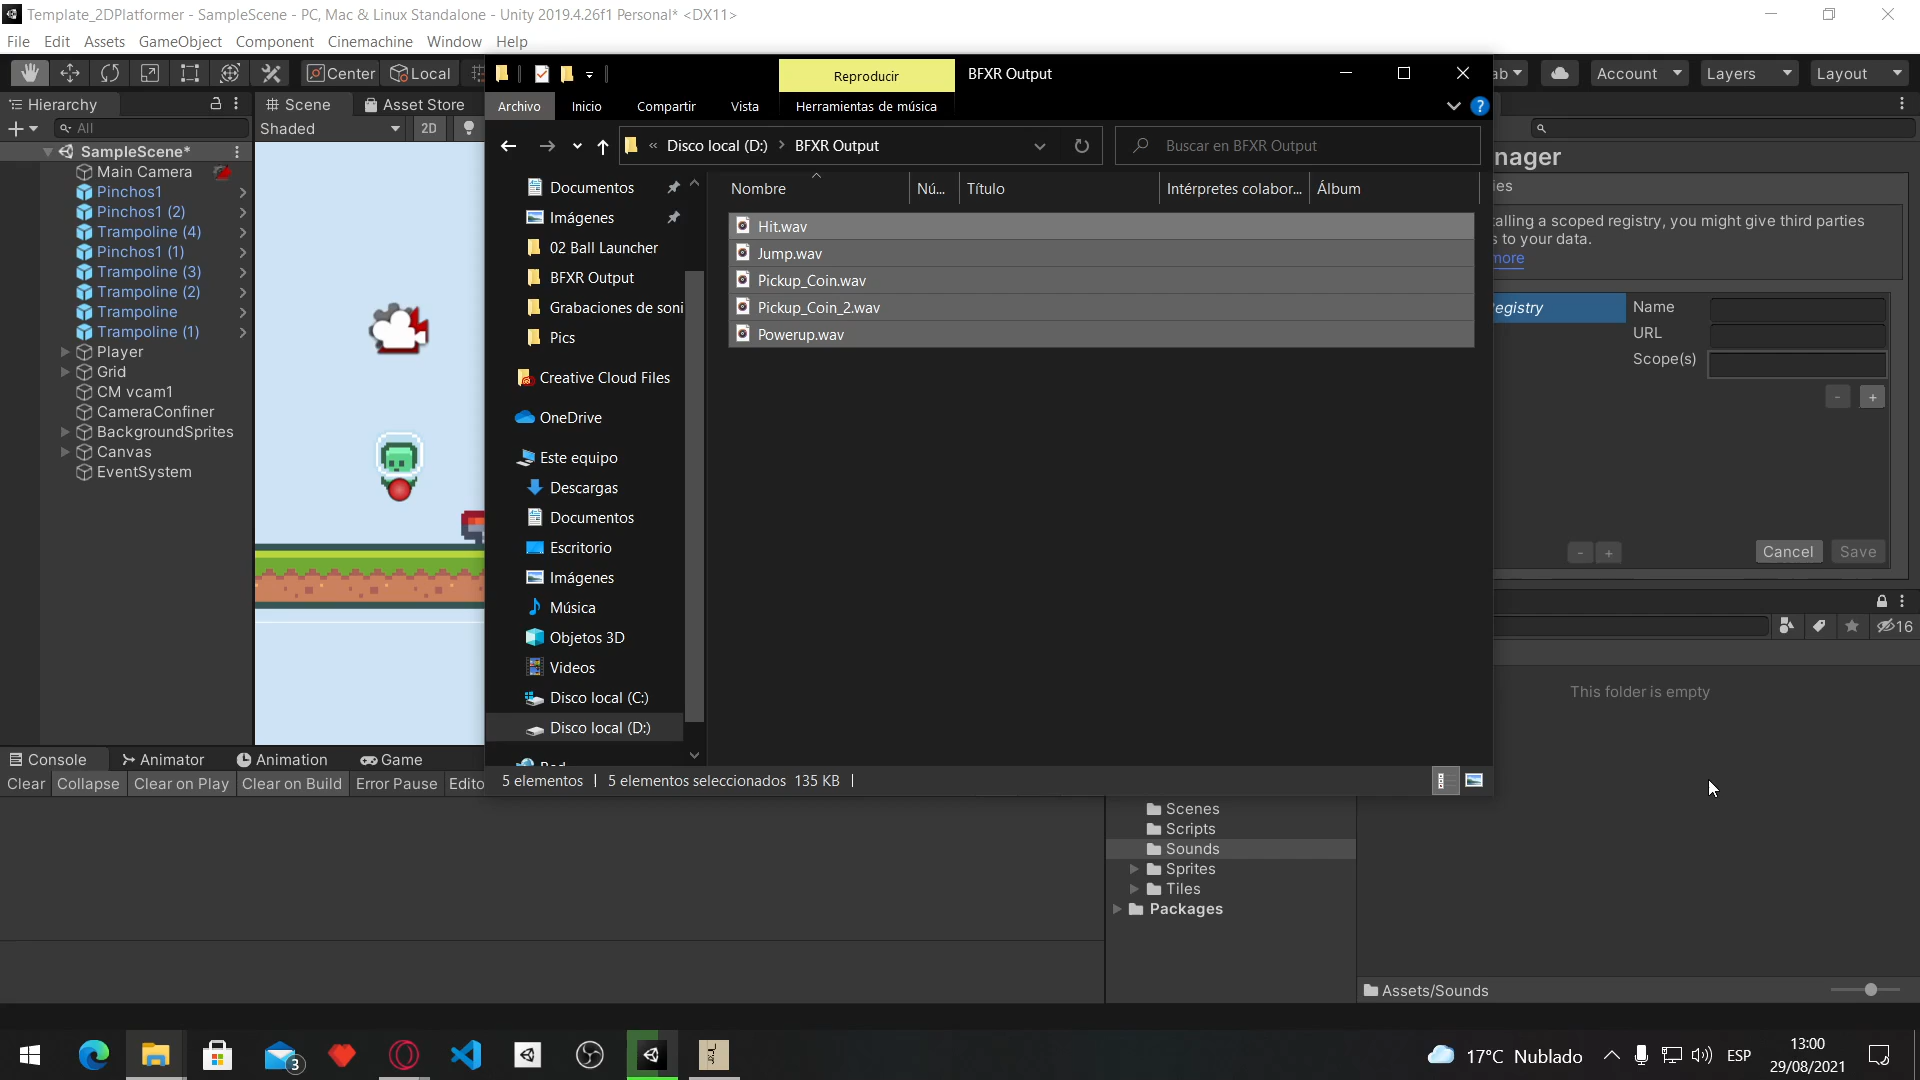 Template_2DPlatformer - SampleScene - PC, Mac & Linux Standalone - Unity 2019.4.26f1 Personal* <DX11>
File Edit Assets GameObject Component Cinemachine Window Help
Center Local
ab Account Layers Layout
Hierarchy
All
SampleScene*
Main Camera
Pinchos1
Pinchos1 (2)
Trampoline (4)
Pinchos1 (1)
Trampoline (3)
Trampoline (2)
Trampoline
Trampoline (1)
Player
Grid
CM vcam1
CameraConfiner
BackgroundSprites
Canvas
EventSystem
Scene Asset Store
Shaded 2D
Reproducir BFXR Output
Archivo Inicio Compartir Vista Herramientas de música
« Disco local (D:) > BFXR Output
Buscar en BFXR Output
Documentos
Imágenes
02 Ball Launcher
BFXR Output
Grabaciones de soni
Pics
Creative Cloud Files
OneDrive
Este equipo
Descargas
Documentos
Escritorio
Imágenes
Música
Objetos 3D
Videos
Disco local (C:)
Disco local (D:)
Nombre Nú... Título Intérpretes colabor... Álbum
Hit.wav
Jump.wav
Pickup_Coin.wav
Pickup_Coin_2.wav
Powerup.wav
5 elementos 5 elementos seleccionados 135 KB
nager
ies
alling a scoped registry, you might give third parties
s to your data.
more
egistry
Name
URL
Scope(s)
- +
- +
Cancel Save
16
This folder is empty
Console Animator Animation Game
Clear Collapse Clear on Play Clear on Build Error Pause Edito
Scenes
Scripts
Sounds
Sprites
Tiles
Packages
Assets/Sounds
3
17°C Nublado
ESP
13:00
29/08/2021